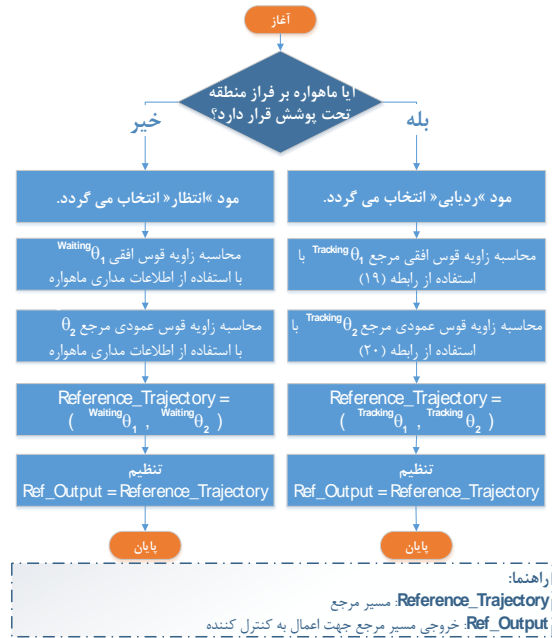 آغاز
آیا ماهواره بر فراز منطقه
تحت پوشش قرار دارد؟
بله
خیر
مود »ردیابی« انتخاب می گردد.
محاسبه زاویه قوس افقی مرجع Trackingθ1 با
استفاده از رابطه (۱۹)
محاسبه زاویه قوس عمودی مرجع Trackingθ2 با
استفاده از رابطه (۲۰)
Reference_Trajectory =
( Trackingθ1 , Trackingθ2 )
تنظیم
Ref_Output = Reference_Trajectory
پایان
مود »انتظار« انتخاب می گردد.
محاسبه زاویه قوس افقی Waitingθ1
با استفاده از اطلاعات مداری ماهواره
محاسبه زاویه قوس عمودی مرجع θ2
با استفاده از اطلاعات مداری ماهواره
Reference_Trajectory =
( Waitingθ1 , Waitingθ2 )
تنظیم
Ref_Output = Reference_Trajectory
پایان
راهنما:
Reference_Trajectory: مسیر مرجع
Ref_Output: خروجی مسیر مرجع جهت اعمال به کنترل کننده